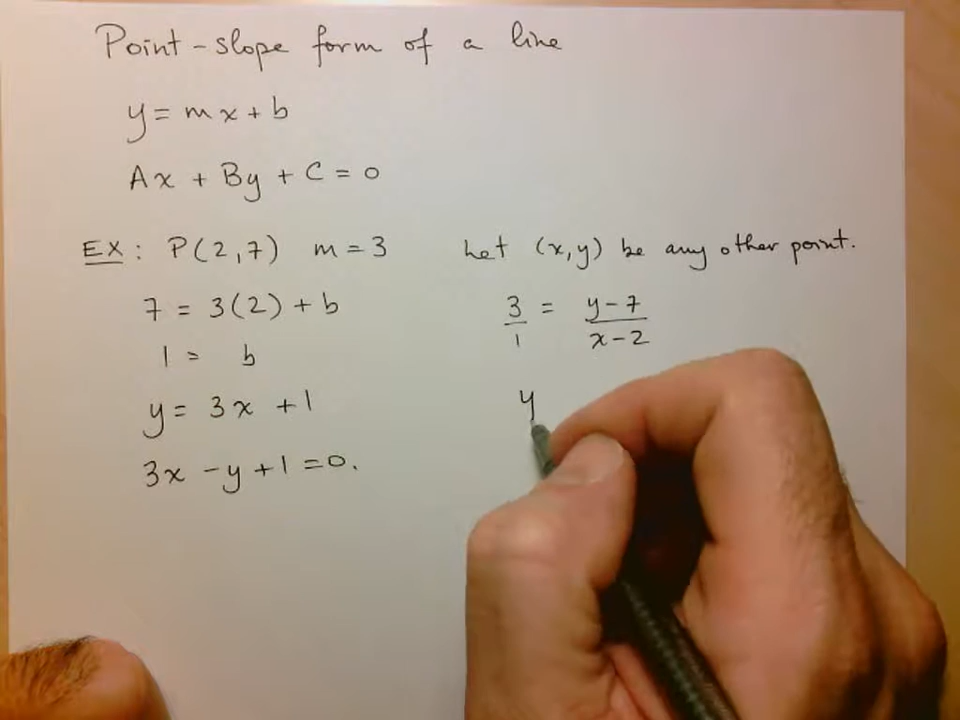 Point-slope form of a line
y = mx + b
Ax + By + C = 0
EX: P(2,7) m = 3
7 = 3(2) + b
1 = b
y = 3x + 1
3x - y + 1 = 0.
Let (x,y) be any other point.
3/1 = (y-7)/(x-2)
y